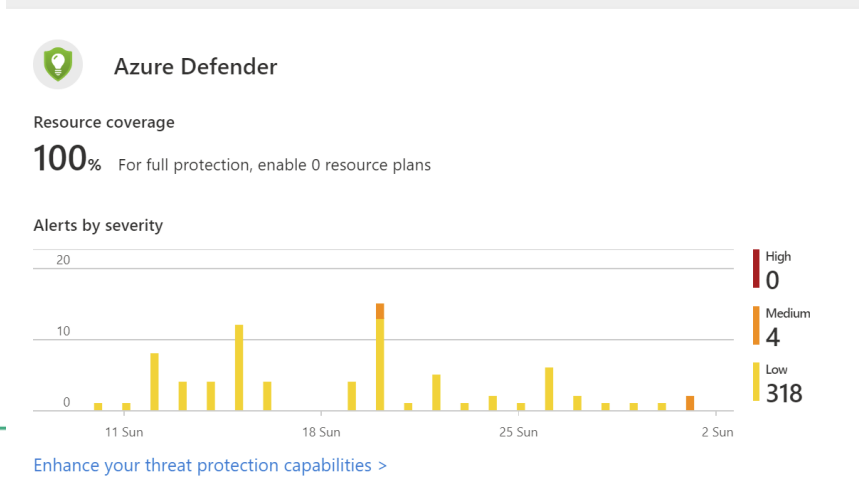 Azure Defender
Resource coverage
100% For full protection, enable 0 resource plans
Alerts by severity
20
10
0
11 Sun 18 Sun 25 Sun 2 Sun
High
0
Medium
4
Low
318
Enhance your threat protection capabilities >